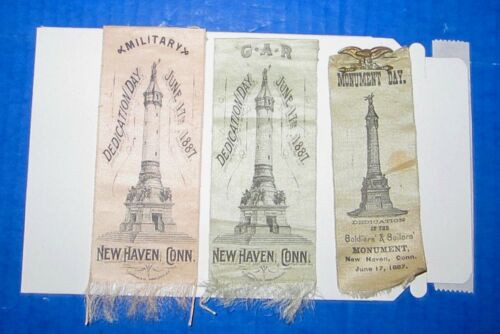 MILITARY
DEDICATION DAY.
JUNE 17TH 1887.
NEW HAVEN, CONN.
G-A-R
DEDICATION DAY.
JUNE 17TH 1887.
NEW HAVEN, CONN.
MONUMENT DAY.
DEDICATION
OF THE
Soldiers' & Sailors'
MONUMENT,
New Haven, Conn.
June 17, 1887.